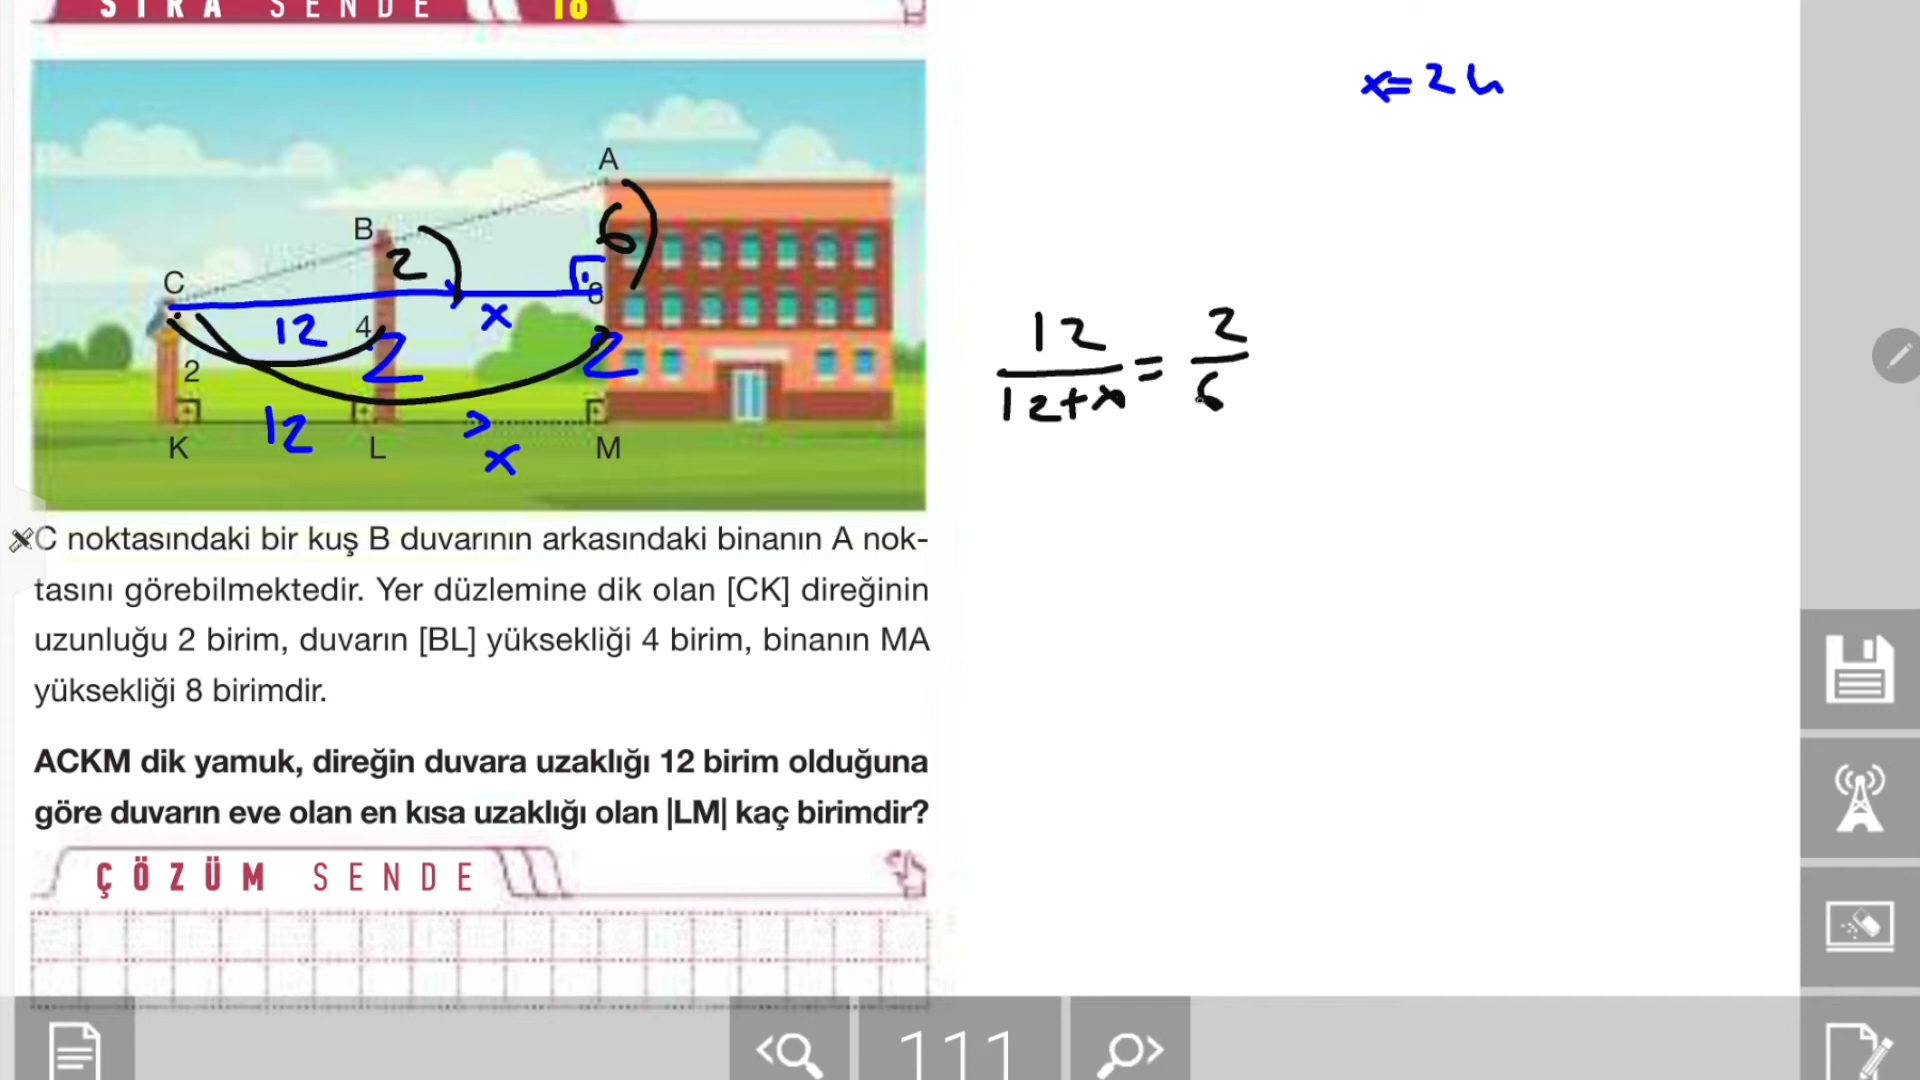 SIRA SENDE 16
x=24
A
B
6
2
C
8
12
4
x
2
2
2
12
x
K
L
M
12/12+x = 2/6
C noktasındaki bir kuş B duvarının arkasındaki binanın A nok-
tasını görebilmektedir. Yer düzlemine dik olan [CK] direğinin
uzunluğu 2 birim, duvarın [BL] yüksekliği 4 birim, binanın MA
yüksekliği 8 birimdir.
ACKM dik yamuk, direğin duvara uzaklığı 12 birim olduğuna
göre duvarın eve olan en kısa uzaklığı olan |LM| kaç birimdir?
ÇÖZÜM SENDE
111